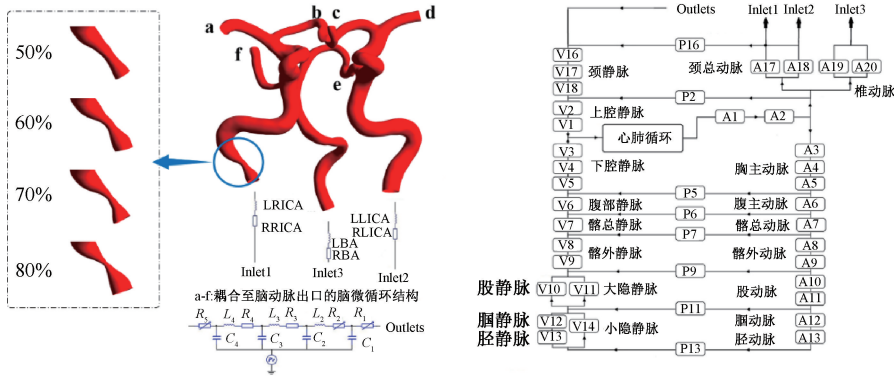 50%
60%
70%
80%
a
b
c
d
e
f
LRICA
RRICA
LBA
RBA
LLICA
RLICA
Inlet1
Inlet3
Inlet2
a-f:耦合至脑动脉出口的脑微循环结构
R5 L4 R4 L3 R3 L2 R2 R1 Outlets
C4 C3 C2 C1
Outlets
Inlet1 Inlet2 Inlet3
P16
V16
V17
V18
颈静脉
颈总动脉
A17 A18 A19 A20
椎动脉
P2
V2
V1
上腔静脉
心肺循环
A1 A2
V3
V4
V5
下腔静脉
胸主动脉
A3
A4
A5
P5
V6 腹部静脉
腹主动脉 A6
P6
V7 髂总静脉
髂总动脉 A7
P7
V8
V9
髂外静脉
髂外动脉
A8
A9
P9
股静脉 V10 V11 大隐静脉
股动脉
A10
A11
P11
腘静脉 V12
胫静脉 V13
V14 小隐静脉
腘动脉 A12
胫动脉 A13
P13